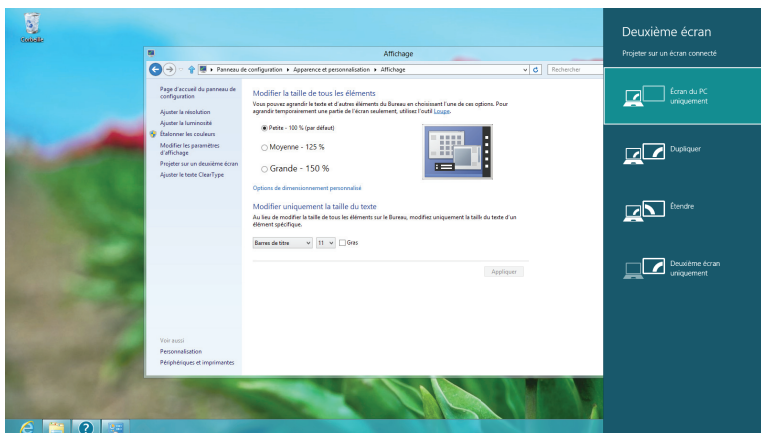 Corbeille
Affichage
Panneau de configuration
Apparence et personnalisation
Affichage
Rechercher
Page d'accueil du panneau de
configuration
Ajuster la résolution
Ajuster la luminosité
Étalonner les couleurs
Modifier les paramètres
d'affichage
Projeter sur un deuxième écran
Ajuster le texte ClearType
Voir aussi
Personnalisation
Périphériques et imprimantes
Modifier la taille de tous les éléments
Vous pouvez agrandir le texte et d'autres éléments du Bureau en choisissant l'une de ces options. Pour
agrandir temporairement une partie de l'écran seulement, utilisez l'outil Loupe.
Petite - 100 % (par défaut)
Moyenne - 125 %
Grande - 150 %
Options de dimensionnement personnalisé
Modifier uniquement la taille du texte
Au lieu de modifier la taille de tous les éléments sur le Bureau, modifiez uniquement la taille du texte d'un
élément spécifique.
Barres de titre
11
Gras
Appliquer
Deuxième écran
Projeter sur un écran connecté
Écran du PC
uniquement
Dupliquer
Étendre
Deuxième écran
uniquement